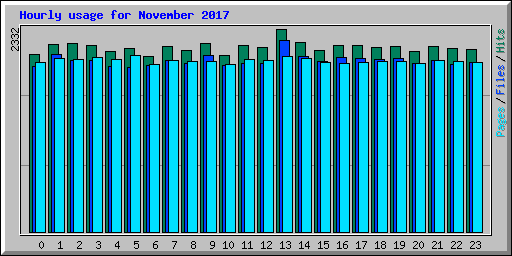 Hourly usage for November 2017
2332
Pages/Files/Hits
0 1 2 3 4 5 6 7 8 9 10 11 12 13 14 15 16 17 18 19 20 21 22 23